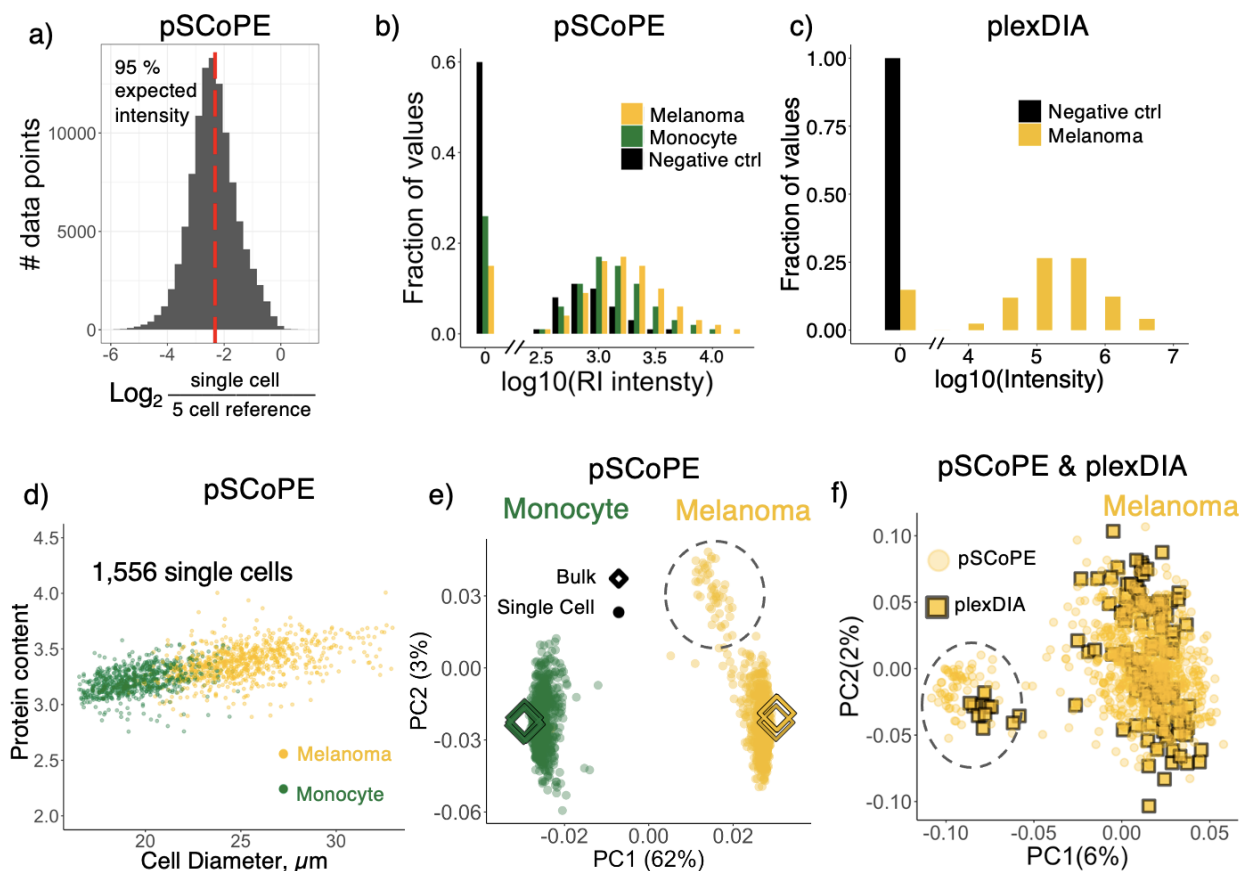 a)
pSCoPE
95 %
expected
intensity
# data points
10000
5000
0
-6
-4
-2
0
Log2 single cell
5 cell reference
b)
pSCoPE
Fraction of values
0.6
0.4
0.2
0.0
Melanoma
Monocyte
Negative ctrl
0
//
2.5
3.0
3.5
4.0
log10(RI intensty)
c)
plexDIA
Fraction of values
1.00
0.75
0.50
0.25
0.00
Negative ctrl
Melanoma
0
//
4
5
6
7
log10(Intensity)
d)
pSCoPE
Protein content
4.5
4.0
3.5
3.0
2.5
2.0
1,556 single cells
Melanoma
Monocyte
20
25
30
Cell Diameter, μm
e)
pSCoPE
Monocyte
Melanoma
Bulk
Single Cell
PC2 (3%)
0.03
0.00
-0.03
-0.06
-0.02
0.00
0.02
PC1 (62%)
f)
pSCoPE & plexDIA
Melanoma
pSCoPE
plexDIA
PC2(2%)
0.10
0.05
0.00
-0.05
-0.10
-0.10
-0.05
0.00
0.05
PC1(6%)